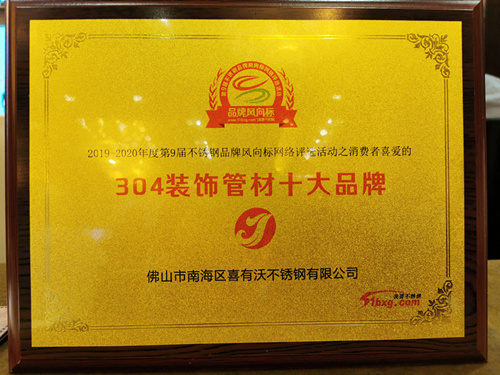 品牌风向标
2019-2020年度第9届不锈钢品牌风向标网络评选活动之消费者喜爱的
304装饰管材十大品牌
佛山市南海区喜有沃不锈钢有限公司
51bxg.com